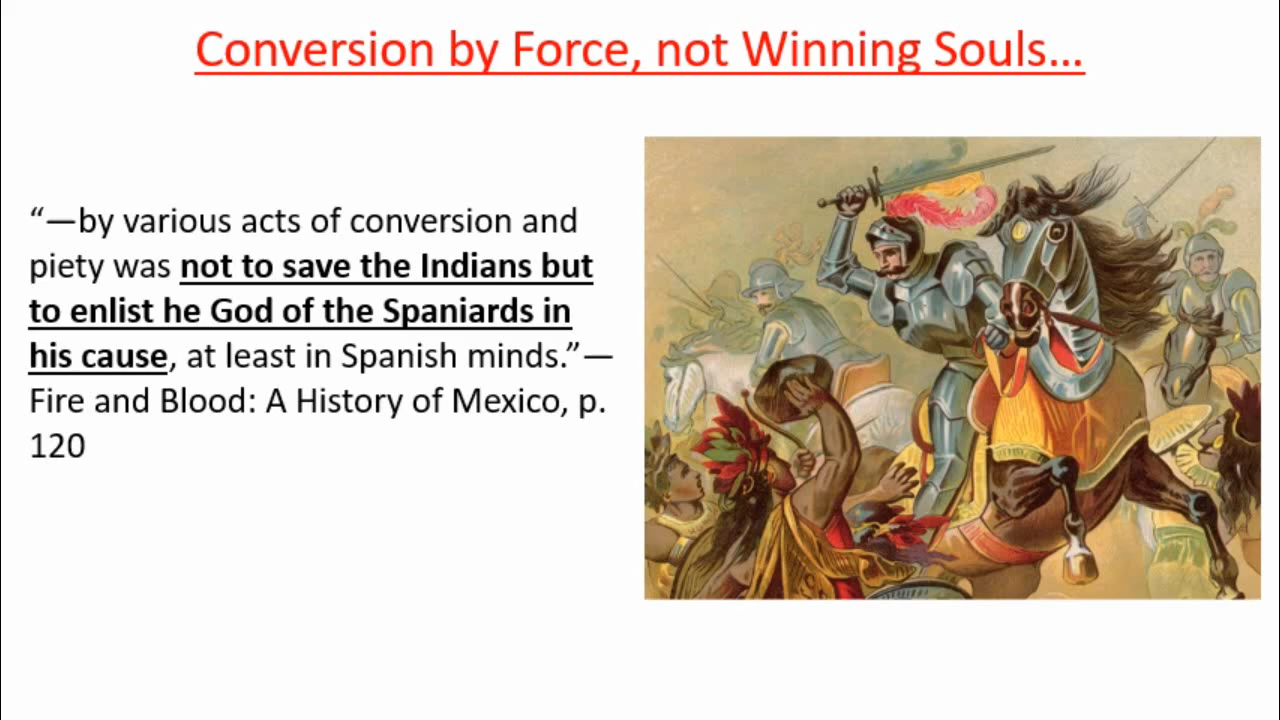 Conversion by Force, not Winning Souls...
“—by various acts of conversion and
piety was not to save the Indians but
to enlist he God of the Spaniards in
his cause, at least in Spanish minds.”—
Fire and Blood: A History of Mexico, p.
120